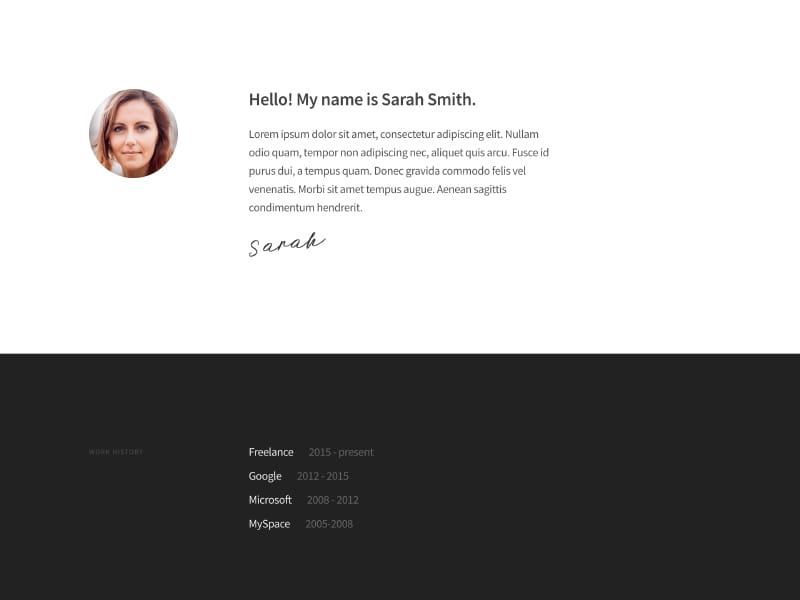 Hello! My name is Sarah Smith.
Lorem ipsum dolor sit amet, consectetur adipiscing elit. Nullam
odio quam, tempor non adipiscing nec, aliquet quis arcu. Fusce id
purus dui, a tempus quam. Donec gravida commodo felis vel
venenatis. Morbi sit amet tempus augue. Aenean sagittis
condimentum hendrerit.
Sarah
WORK HISTORY
Freelance 2015 - present
Google 2012 - 2015
Microsoft 2008 - 2012
MySpace 2005-2008